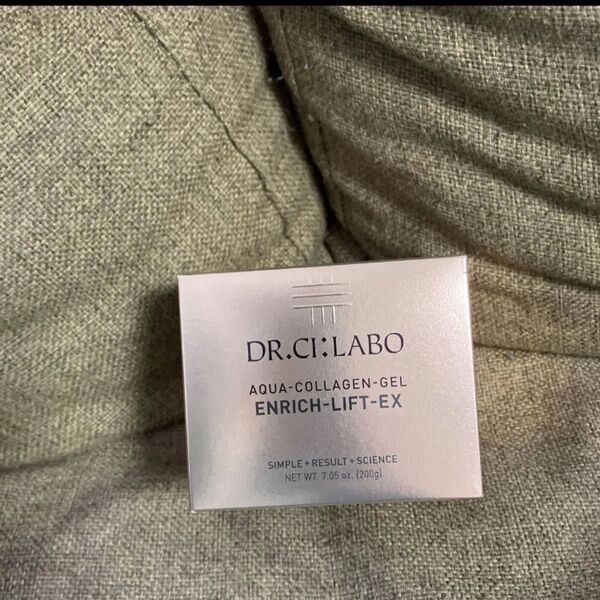 DR.CI:LABO
AQUA-COLLAGEN-GEL
ENRICH-LIFT-EX
SIMPLE + RESULT + SCIENCE
NET WT. 7.05 oz. [200g]